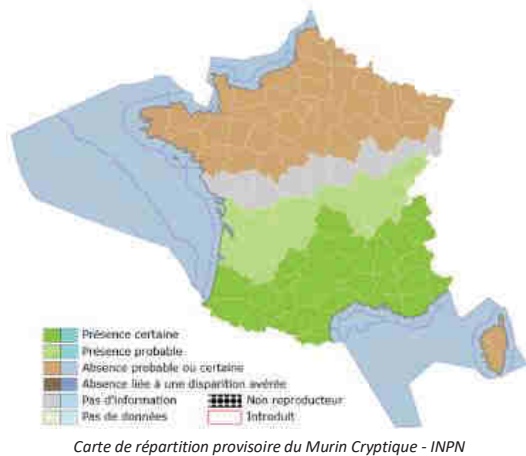 Présence certaine
Présence probable
Absence probable ou certaine
Absence liée à une disparition avérée
Pas d'information
Non reproducteur
Pas de données
Introduit
Carte de répartition provisoire du Murin Cryptique - INPN